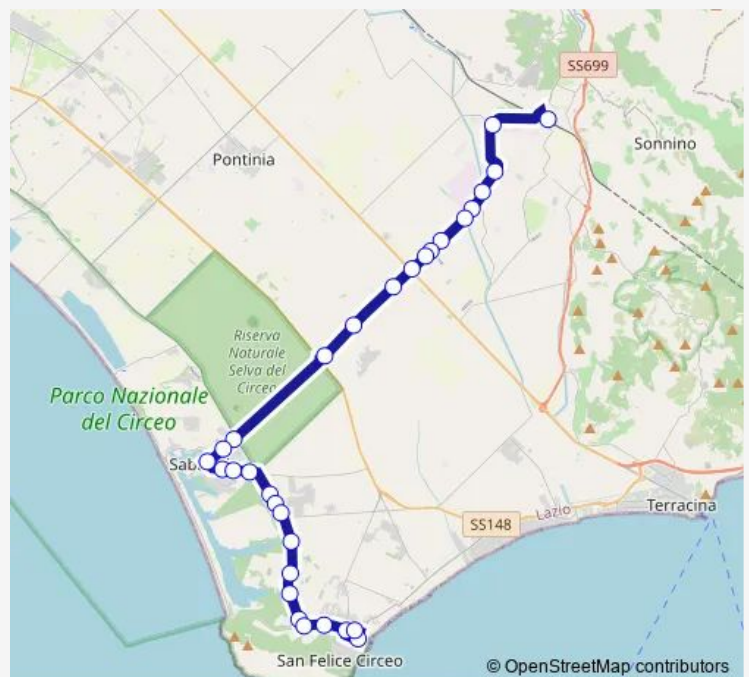 SS699
Sonnino
Pontinia
Riserva
Naturale
Selva del
Circeo
Parco Nazionale
del Circeo
Terracina
Lazio
SS148
San Felice Circeo
© OpenStreetMap contributors